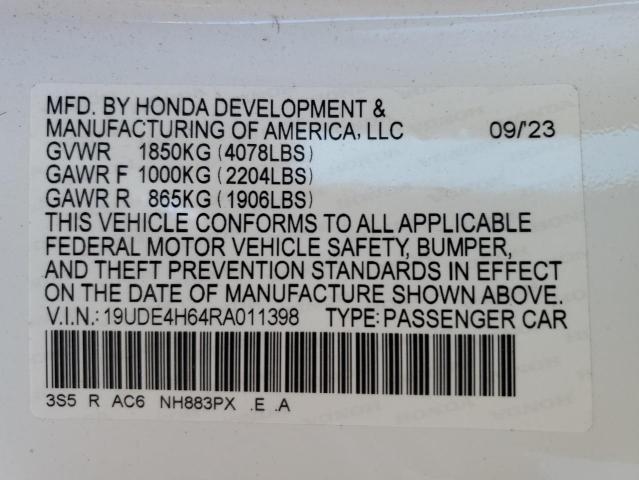 MFD. BY HONDA DEVELOPMENT &
MANUFACTURING OF AMERICA, LLC 09/'23
GVWR 1850KG (4078LBS)
GAWR F 1000KG (2204LBS)
GAWR R 865KG (1906LBS)
THIS VEHICLE CONFORMS TO ALL APPLICABLE
FEDERAL MOTOR VEHICLE SAFETY, BUMPER,
AND THEFT PREVENTION STANDARDS IN EFFECT
ON THE DATE OF MANUFACTURE SHOWN ABOVE.
V.I.N.: 19UDE4H64RA011398 TYPE: PASSENGER CAR
3S5 R AC6 NH883PX .E .A